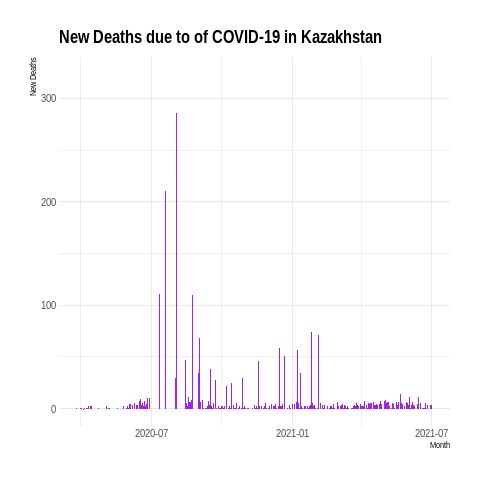 New Deaths due to of COVID-19 in Kazakhstan
New Deaths
300
200
100
0
2020-07
2021-01
2021-07
Month